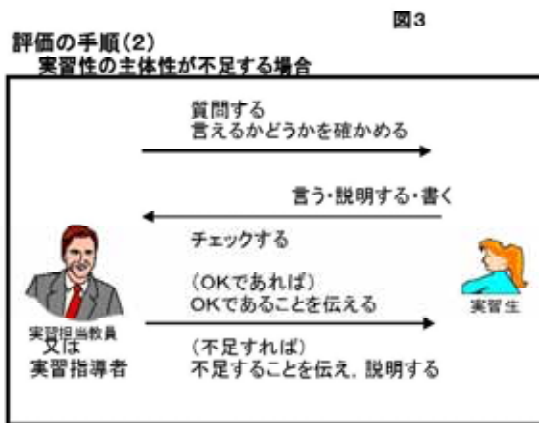 図3
評価の手順(2)
実習性の主体性が不足する場合
質問する
言えるかどうかを確かめる
言う・説明する・書く
チェックする
(OKであれば)
OKであることを伝える
実習担当教員
又は
実習指導者
実習生
(不足すれば)
不足することを伝え,説明する